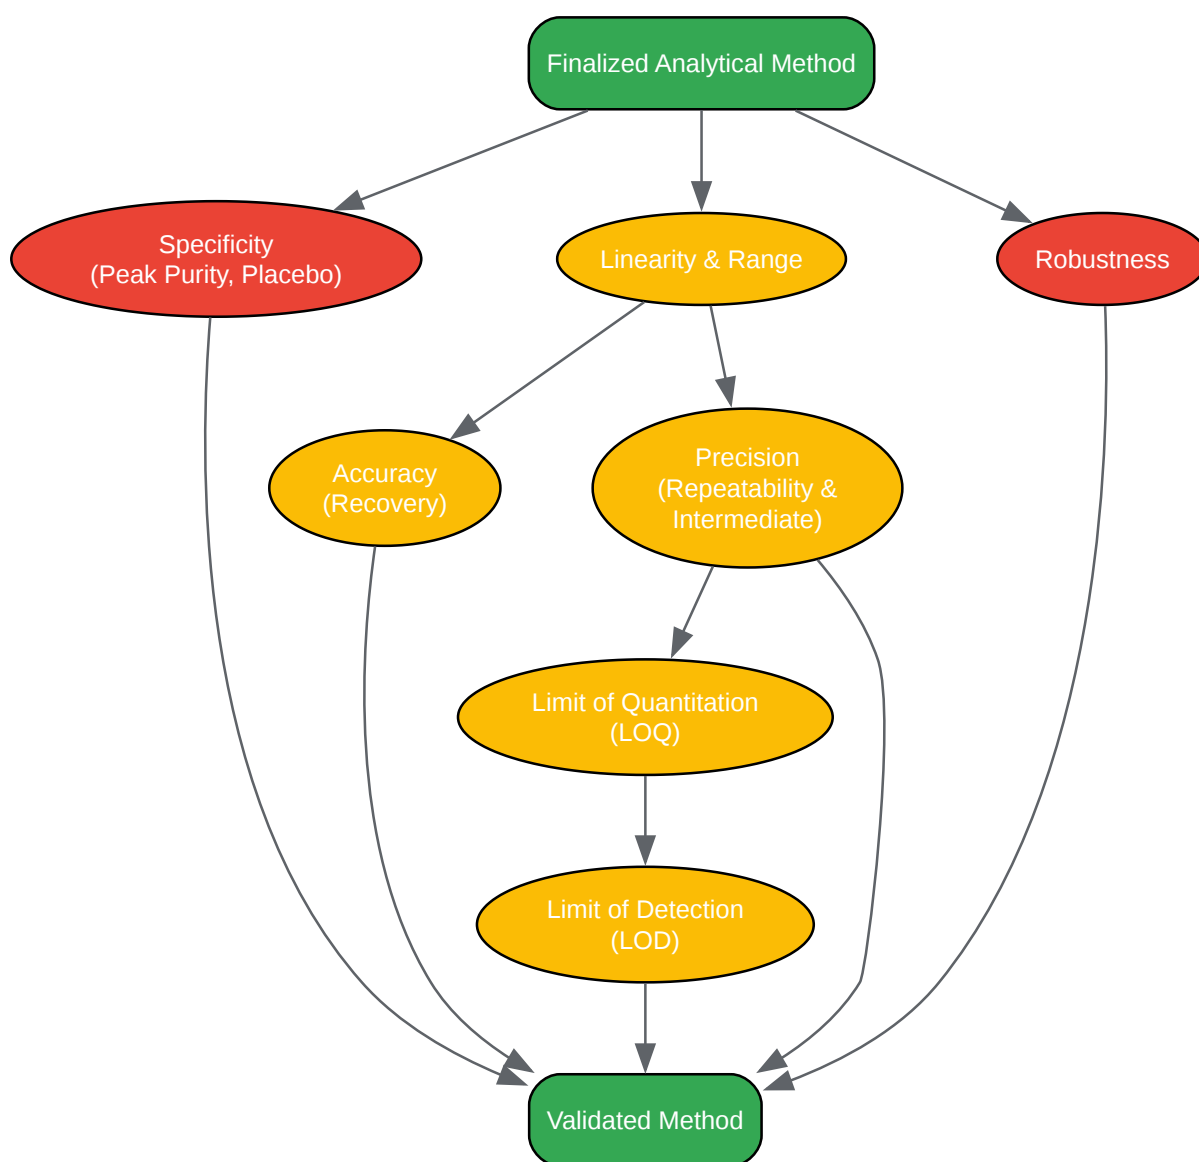 Finalized Analytical Method
Specificity
(Peak Purity, Placebo)
Linearity & Range
Robustness
Accuracy
(Recovery)
Precision
(Repeatability &
Intermediate)
Limit of Quantitation
(LOQ)
Limit of Detection
(LOD)
Validated Method